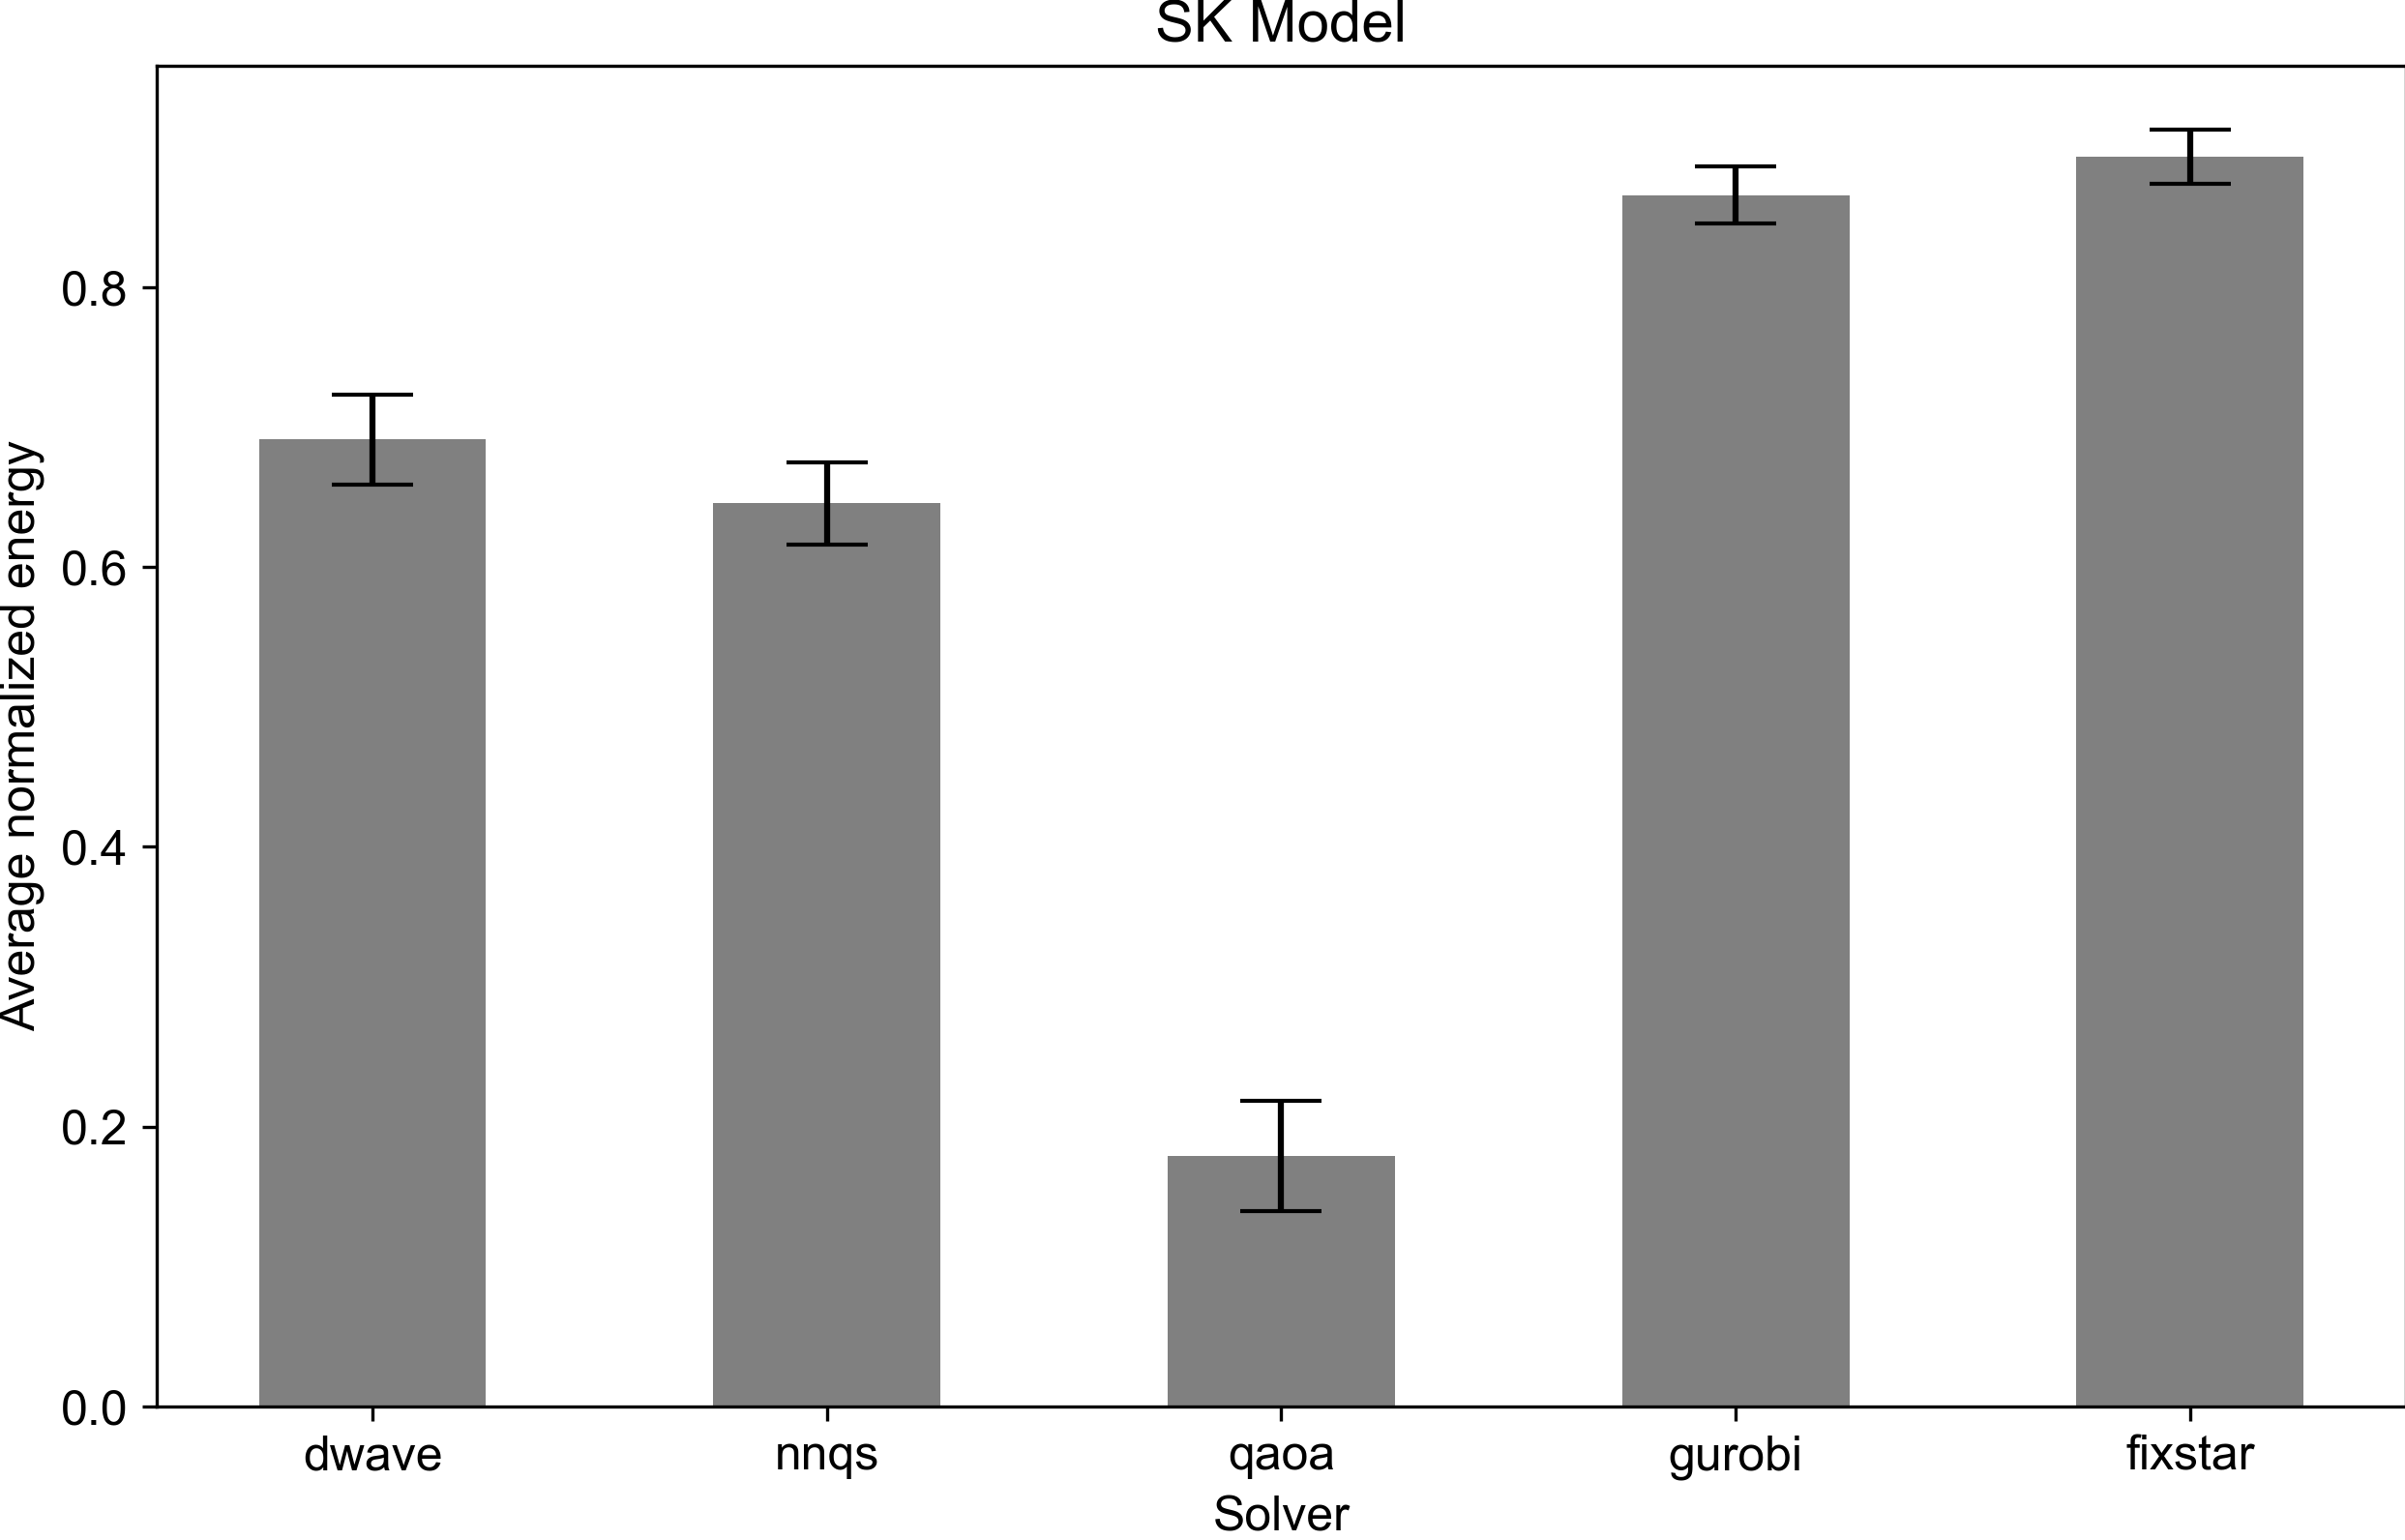 SK Model
Average normalized energy
0.8
0.6
0.4
0.2
0.0
dwave nnqs qaoa gurobi fixstar
Solver